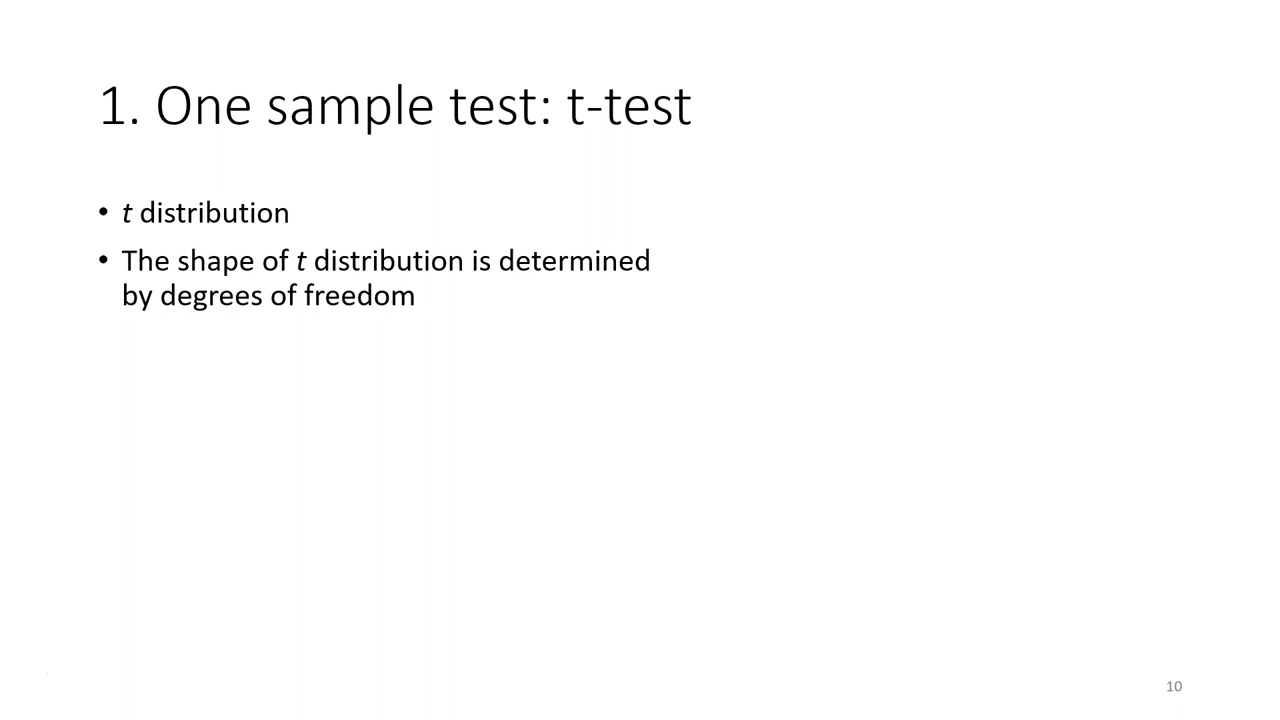 1. One sample test: t-test
• t distribution
• The shape of t distribution is determined
by degrees of freedom
10